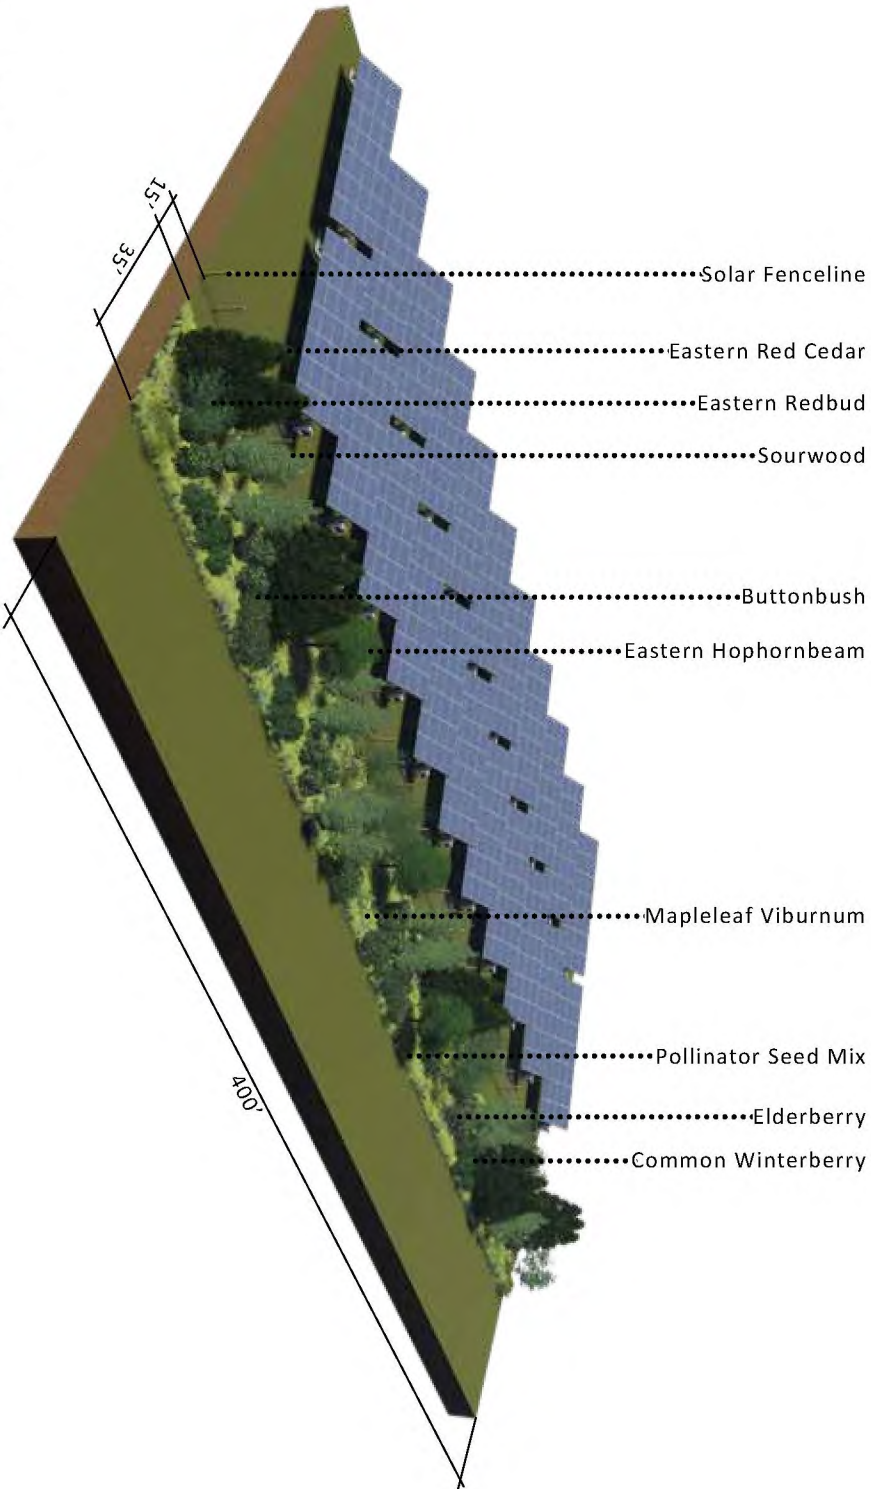 15'
35'
Solar Fenceline
Eastern Red Cedar
Eastern Redbud
Sourwood
Buttonbush
Eastern Hophornbeam
Mapleleaf Viburnum
Pollinator Seed Mix
Elderberry
Common Winterberry
400'